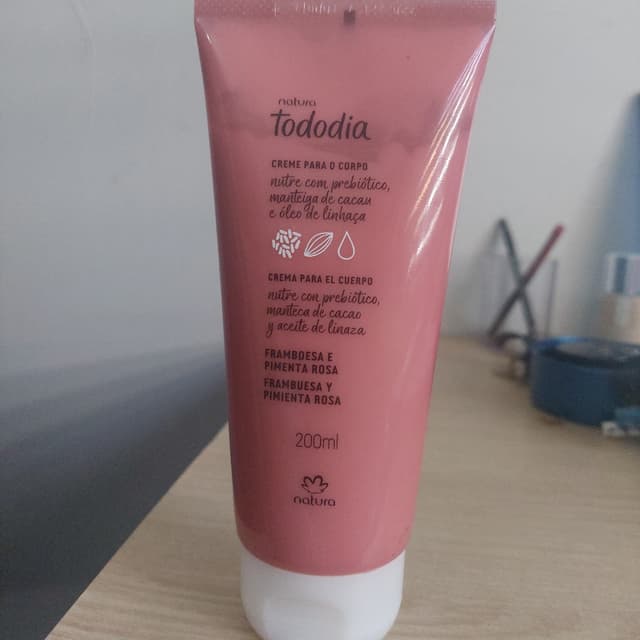 natura
tododia
CREME PARA O CORPO
nutre com prebiótico,
manteiga de cacau
e óleo de linhaça
CREMA PARA EL CUERPO
nutre con prebiótico,
manteca de cacao
y aceite de linaza
FRAMBOESA E
PIMENTA ROSA
FRAMBUESA Y
PIMIENTA ROSA
200ml
natura